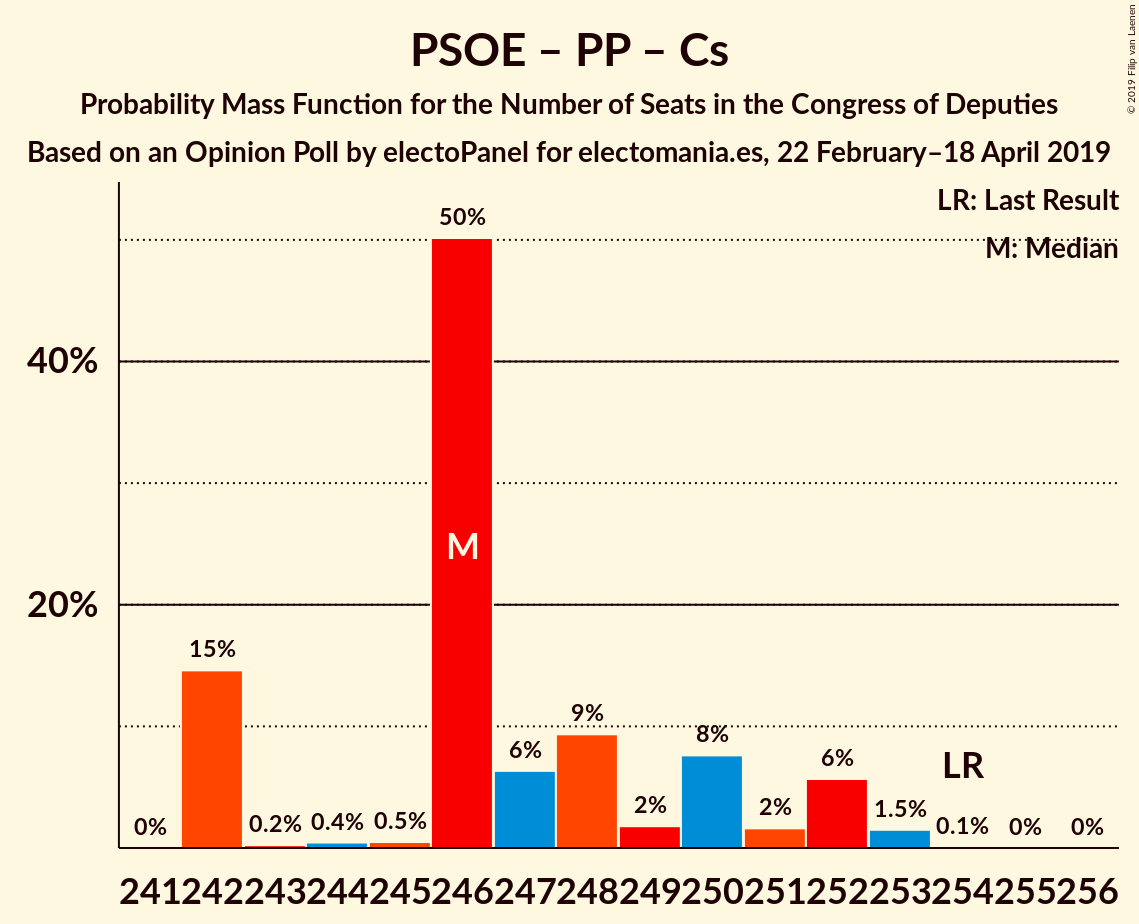 PSOE – PP – Cs
Probability Mass Function for the Number of Seats in the Congress of Deputies
Based on an Opinion Poll by electoPanel for electomania.es, 22 February–18 April 2019
© 2019 Filip van Laenen
LR: Last Result
M: Median
50%
40%
M
20%
15%
9%
8%
6%
6%
LR
2%
2%
1.5%
0%
0.2%
0.4%
0.5%
0.1%
0%
0%
241 242 243 244 245 246 247 248 249 250 251 252 253 254 255 256